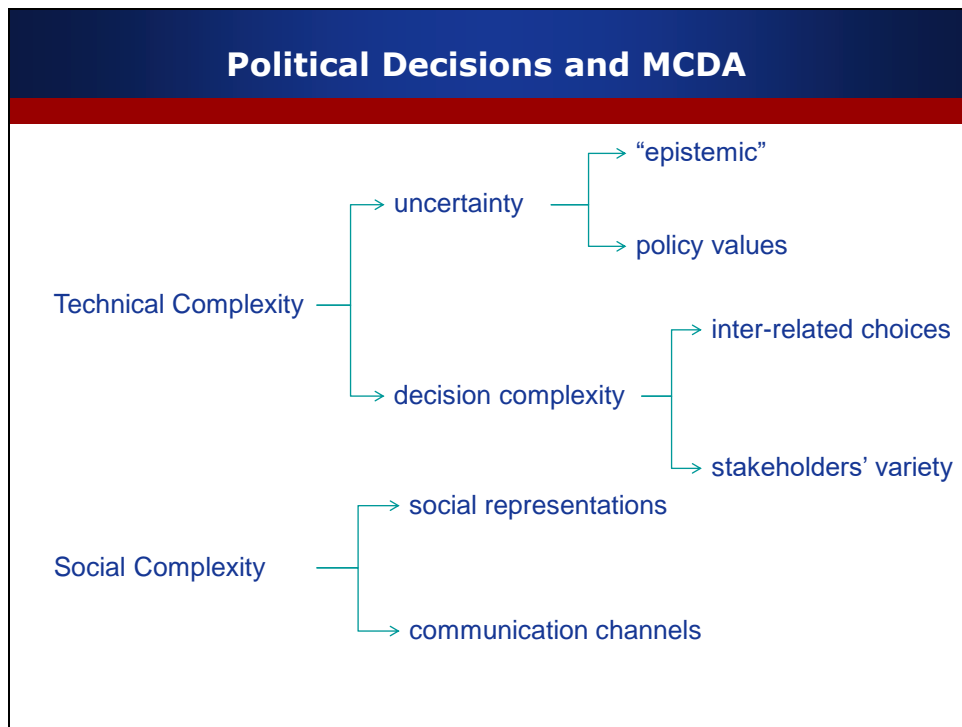 Political Decisions and MCDA
“epistemic”
uncertainty
policy values
Technical Complexity
inter-related choices
decision complexity
stakeholders’ variety
social representations
Social Complexity
communication channels